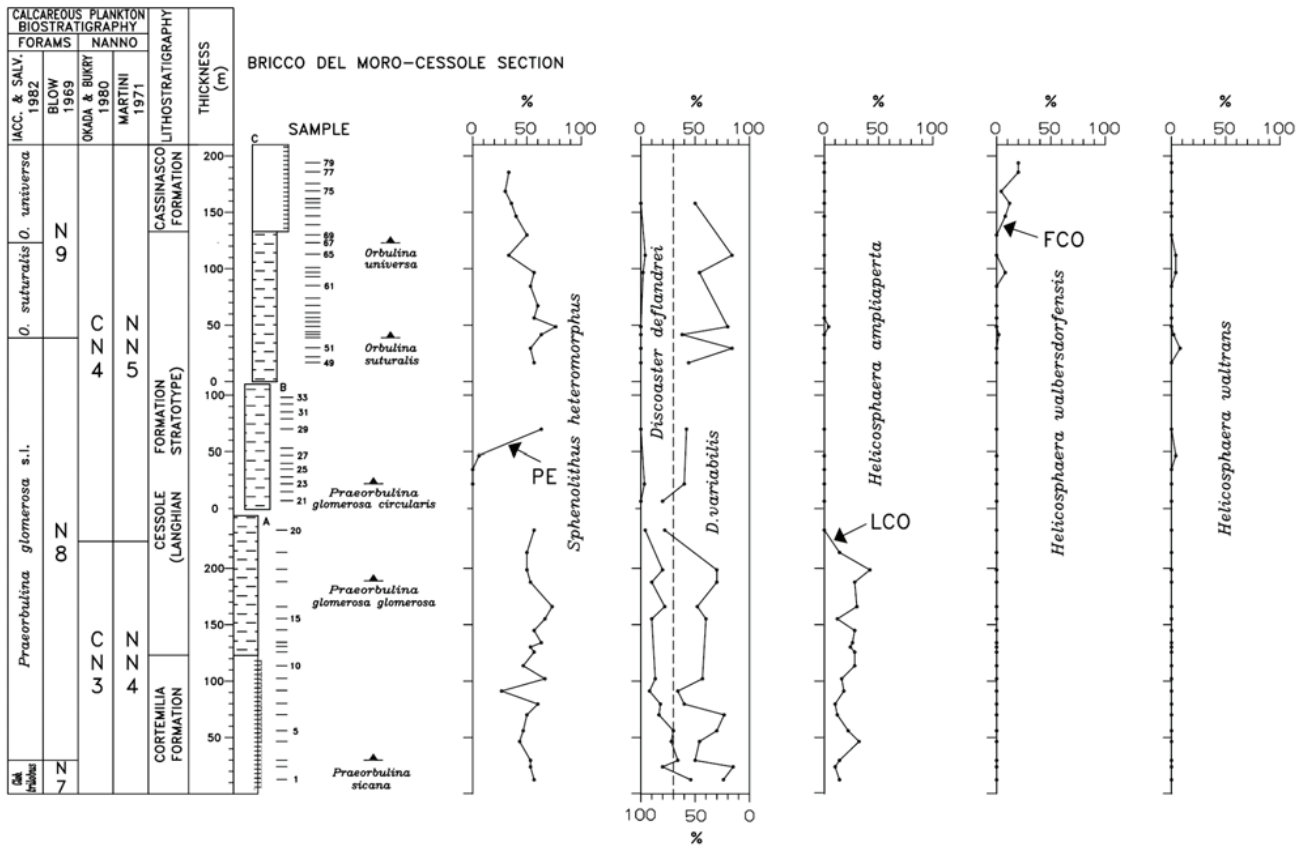 CALCAREOUS PLANKTON
BIOSTRATIGRAPHY
FORAMS
NANNO
IACC. & SALV.
1982
BLOW
1969
OKADA & BUKRY
1980
MARTINI
1971
LITHOSTRATIGRAPHY
THICKNESS
(m)
BRICCO DEL MORO-CESSOLE SECTION
SAMPLE
%
%
%
%
%
0 50 100
0 50 100
0 50 100
0 50 100
0 50 100
O. universa
O. suturalis
Praeorbulina glomerosa s.l.
Glob. trilobus
N
9
N
8
N
7
C
N
4
C
N
3
N
N
5
N
N
4
CASSINASCO
FORMATION
CESSOLE FORMATION
(LANGHIAN STRATOTYPE)
CORTEMILIA
FORMATION
200
150
100
50
0
100
50
0
200
150
100
50
C
79
77
75
69
67
65
61
51
49
B
33
31
29
27
25
23
21
A
20
15
10
5
1
Orbulina
universa
Orbulina
suturalis
Praeorbulina
glomerosa circularis
Praeorbulina
glomerosa glomerosa
Praeorbulina
sicana
Sphenolithus heteromorphus
PE
Discoaster deflandrei
D.variabilis
Helicosphaera ampliaperta
LCO
Helicosphaera walbersdorfensis
FCO
Helicosphaera waltrans
100 50 0
%